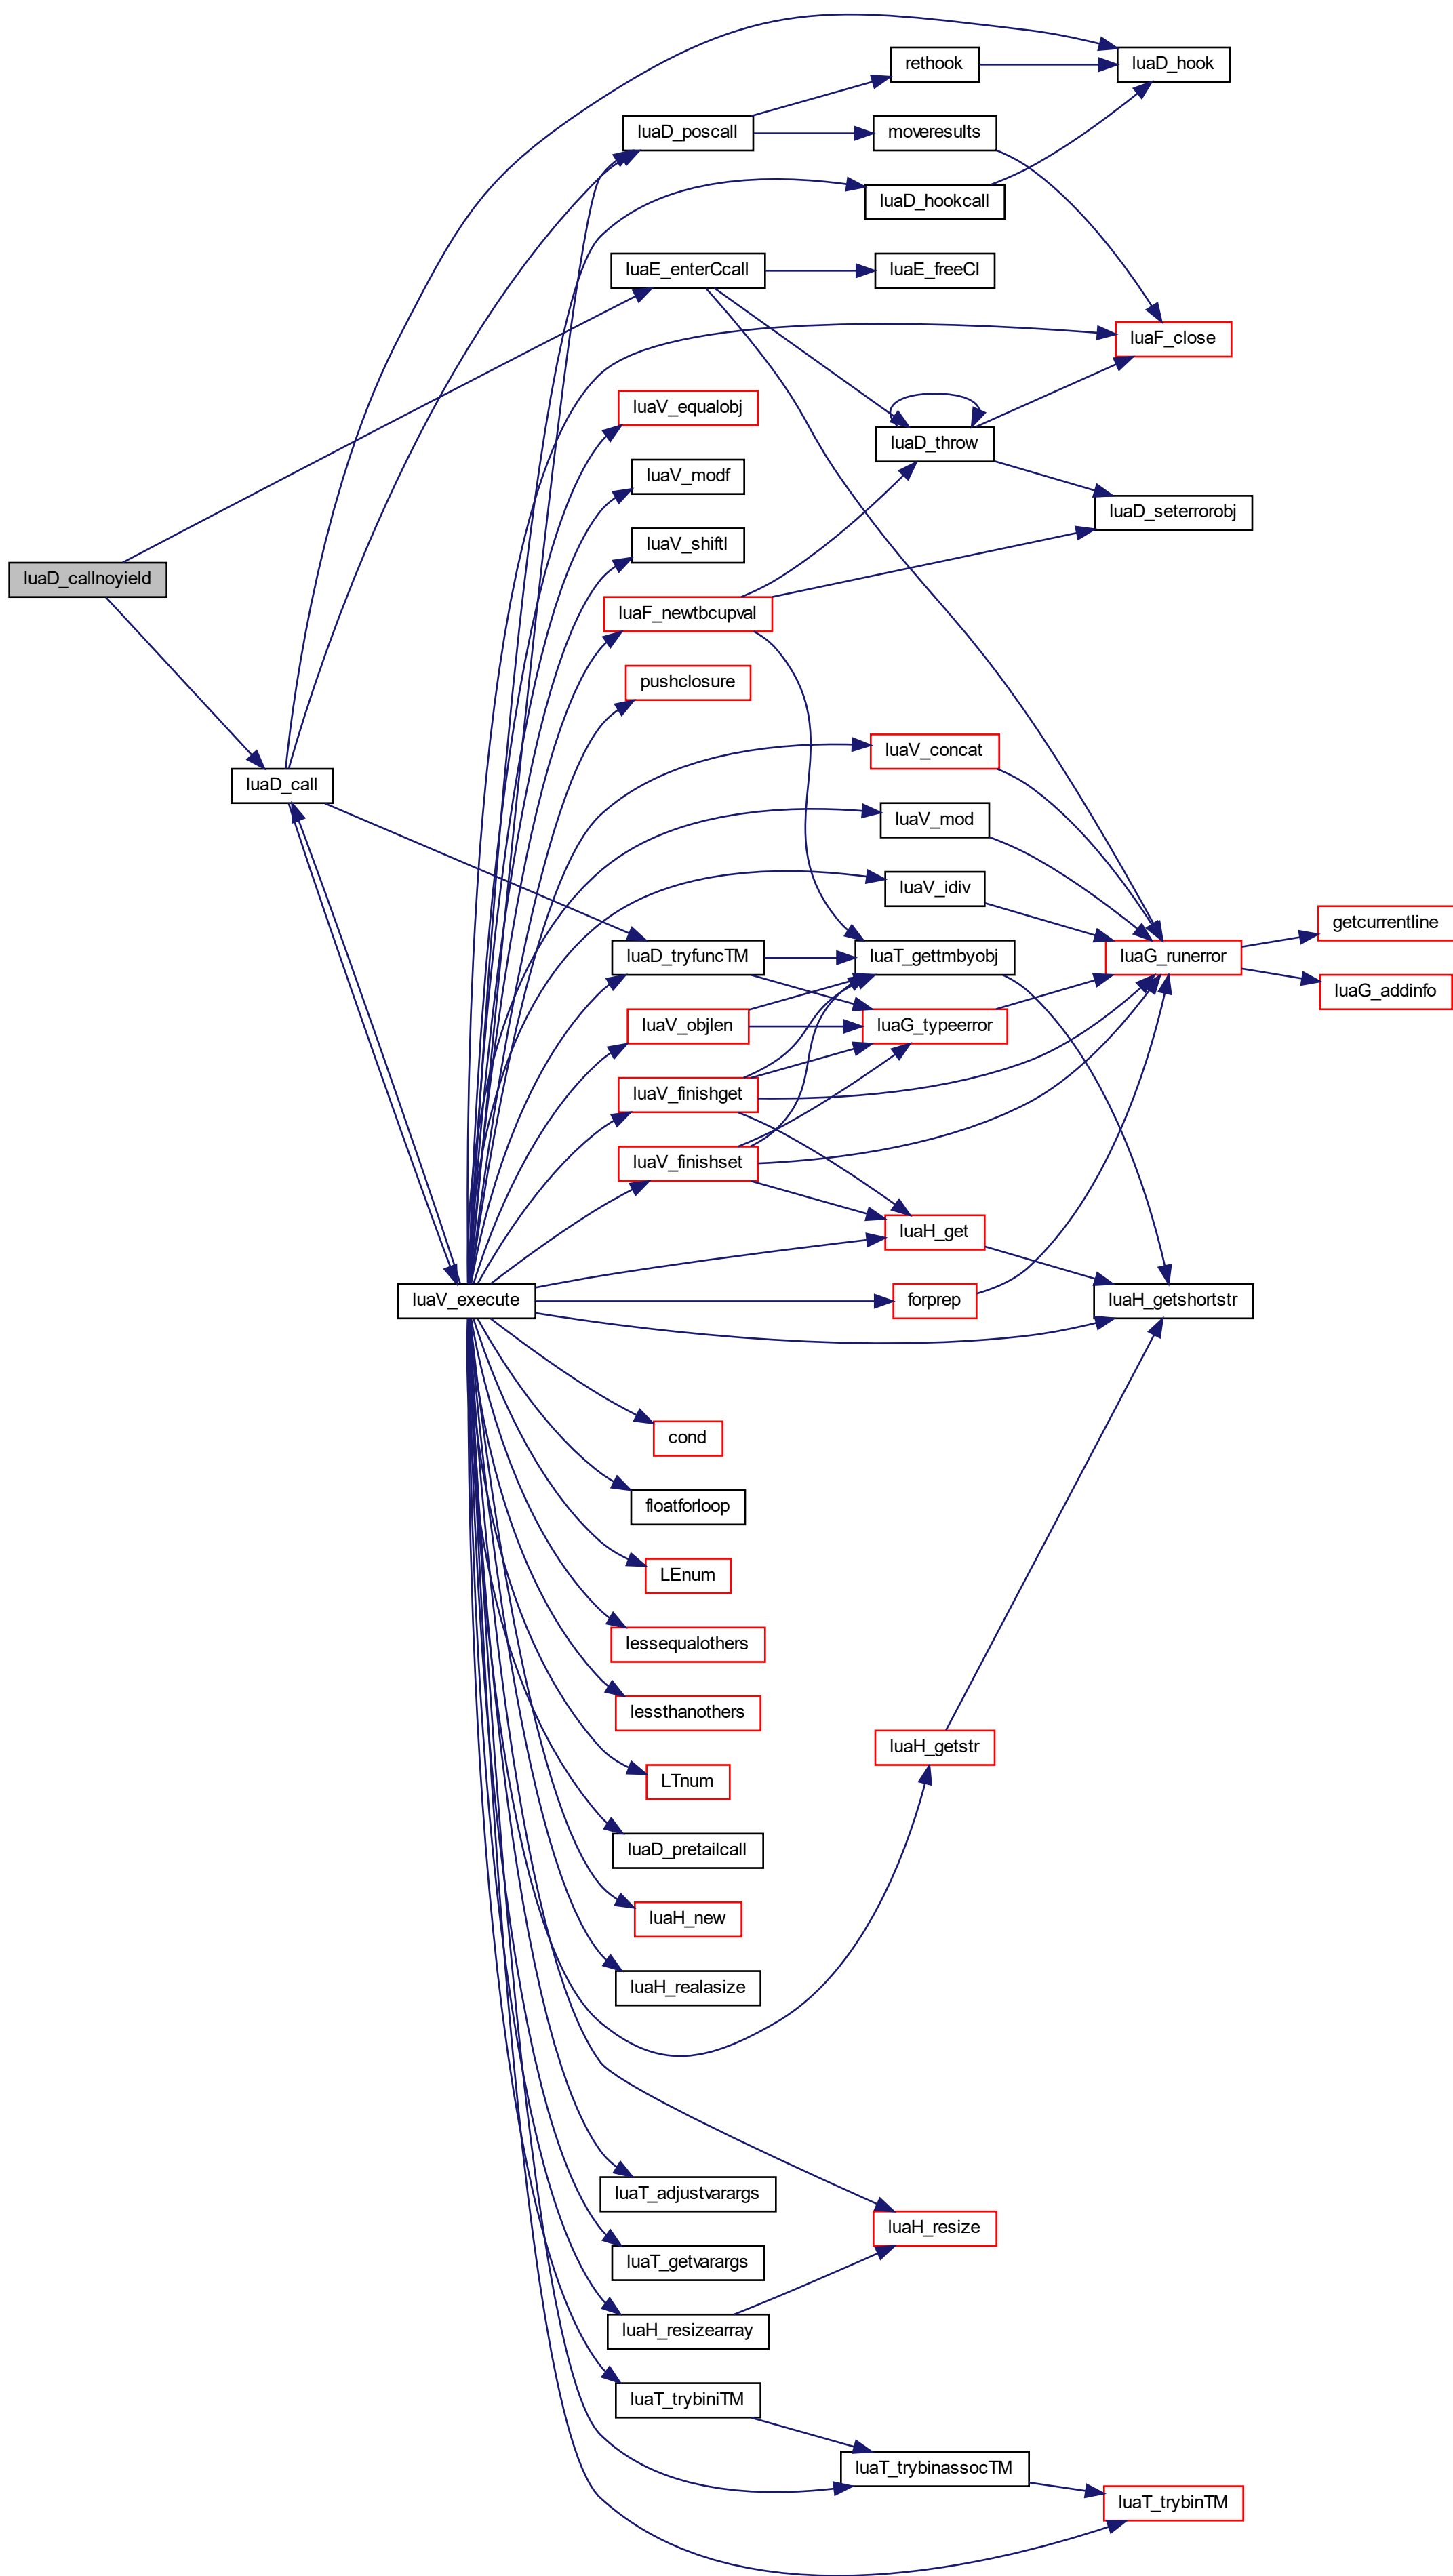 rethook
luaD_hook
luaD_poscall
moveresults
luaD_hookcall
luaE_enterCcall
luaE_freeCI
luaF_close
luaV_equalobj
luaD_throw
luaV_modf
luaD_seterrorobj
luaV_shiftl
luaD_callnoyield
luaF_newtbcupval
pushclosure
luaV_concat
luaD_call
luaV_mod
luaV_idiv
getcurrentline
luaD_tryfuncTM
luaT_gettmbyobj
luaG_runerror
luaG_addinfo
luaV_objlen
luaG_typeerror
luaV_finishget
luaV_finishset
luaH_get
luaV_execute
forprep
luaH_getshortstr
cond
floatforloop
LEnum
lessequalothers
lessthanothers
luaH_getstr
LTnum
luaD_pretailcall
luaH_new
luaH_realasize
luaT_adjustvarargs
luaH_resize
luaT_getvarargs
luaH_resizearray
luaT_trybiniTM
luaT_trybinassocTM
luaT_trybinTM